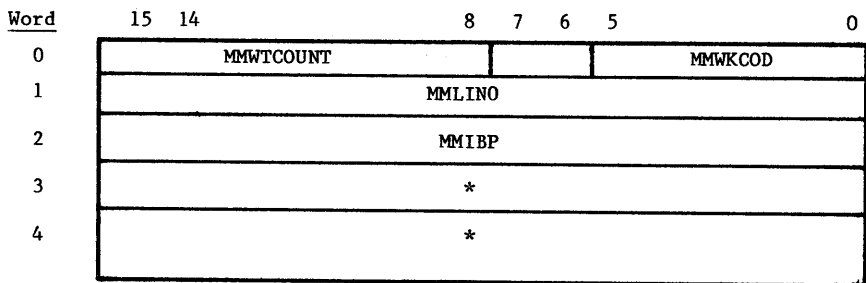 Word 15 14 8 7 6 5 0
0 MMWTCOUNT MMWKCOD
1 MMLINO
2 MMIBP
3 *
4 *